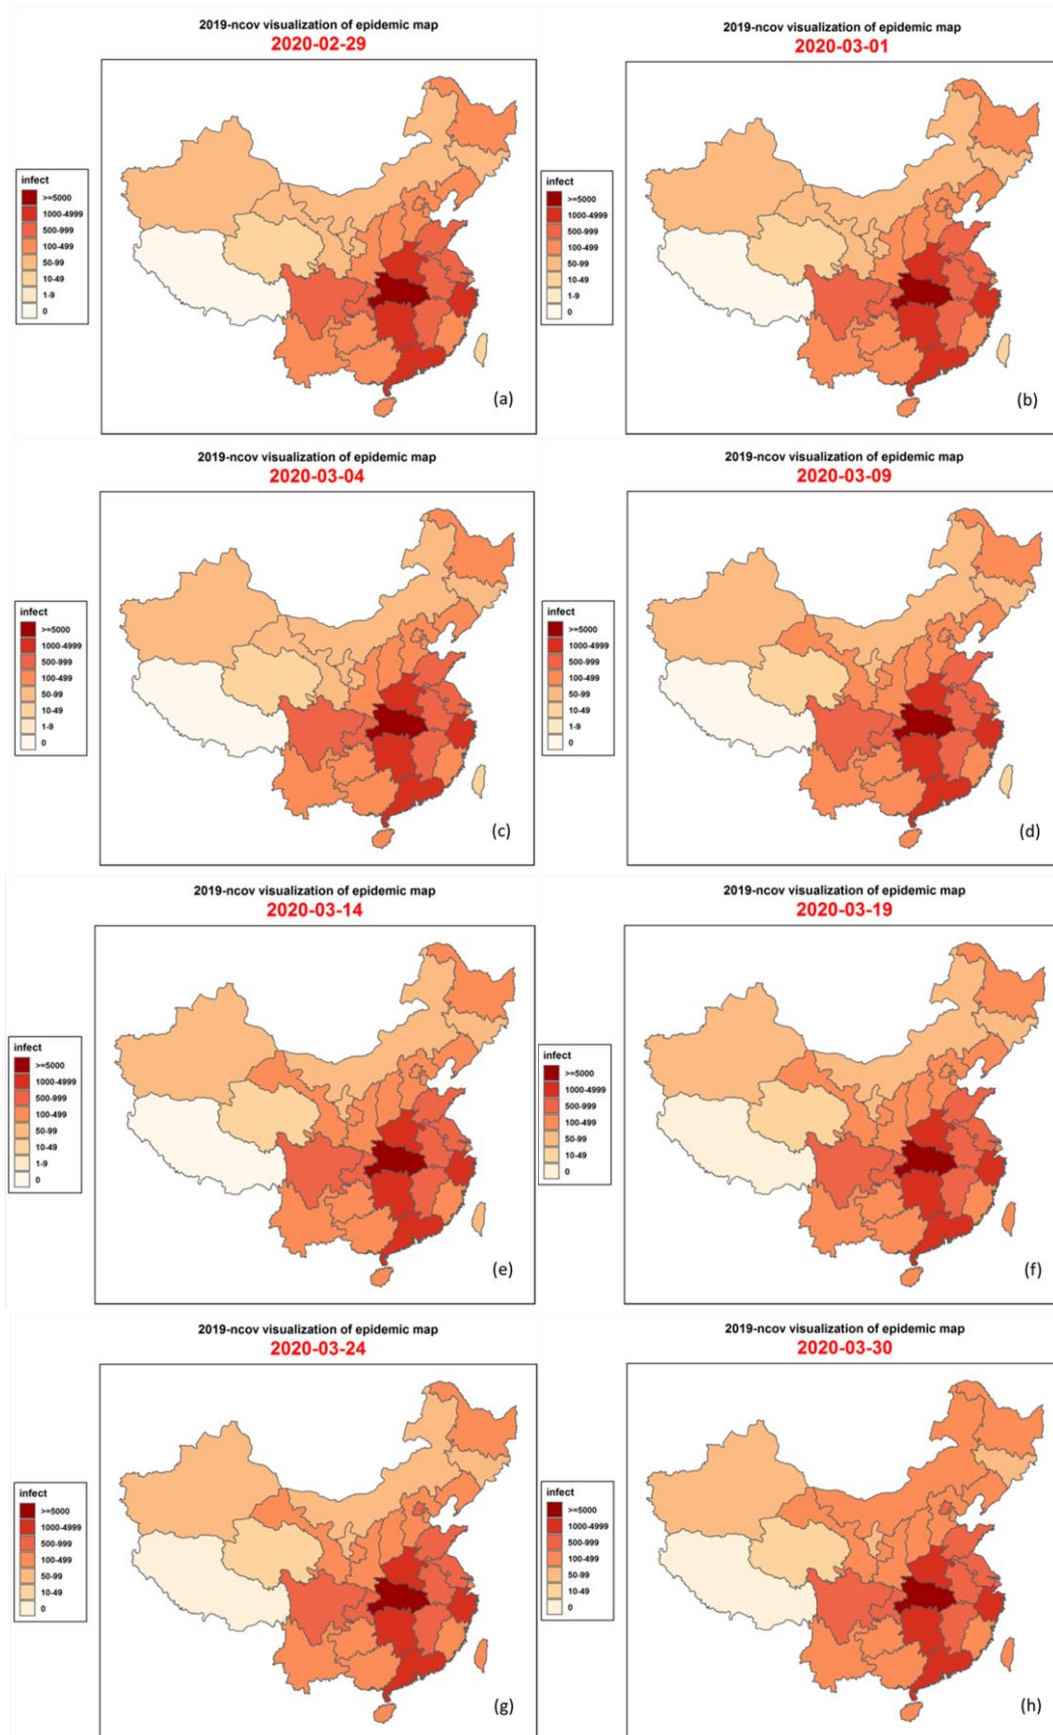 2019-ncov visualization of epidemic map
2020-02-29
infect
>=5000
1000-4999
500-999
100-499
50-99
10-49
1-9
0
(a)
2019-ncov visualization of epidemic map
2020-03-01
infect
>=5000
1000-4999
500-999
100-499
50-99
10-49
1-9
0
(b)
2019-ncov visualization of epidemic map
2020-03-04
infect
>=5000
1000-4999
500-999
100-499
50-99
10-49
1-9
0
(c)
2019-ncov visualization of epidemic map
2020-03-09
infect
>=5000
1000-4999
500-999
100-499
50-99
10-49
1-9
0
(d)
2019-ncov visualization of epidemic map
2020-03-14
infect
>=5000
1000-4999
500-999
100-499
50-99
10-49
1-9
0
(e)
2019-ncov visualization of epidemic map
2020-03-19
infect
>=5000
1000-4999
500-999
100-499
50-99
10-49
0
(f)
2019-ncov visualization of epidemic map
2020-03-24
infect
>=5000
1000-4999
500-999
100-499
50-99
10-49
0
(g)
2019-ncov visualization of epidemic map
2020-03-30
infect
>=5000
1000-4999
500-999
100-499
50-99
10-49
0
(h)